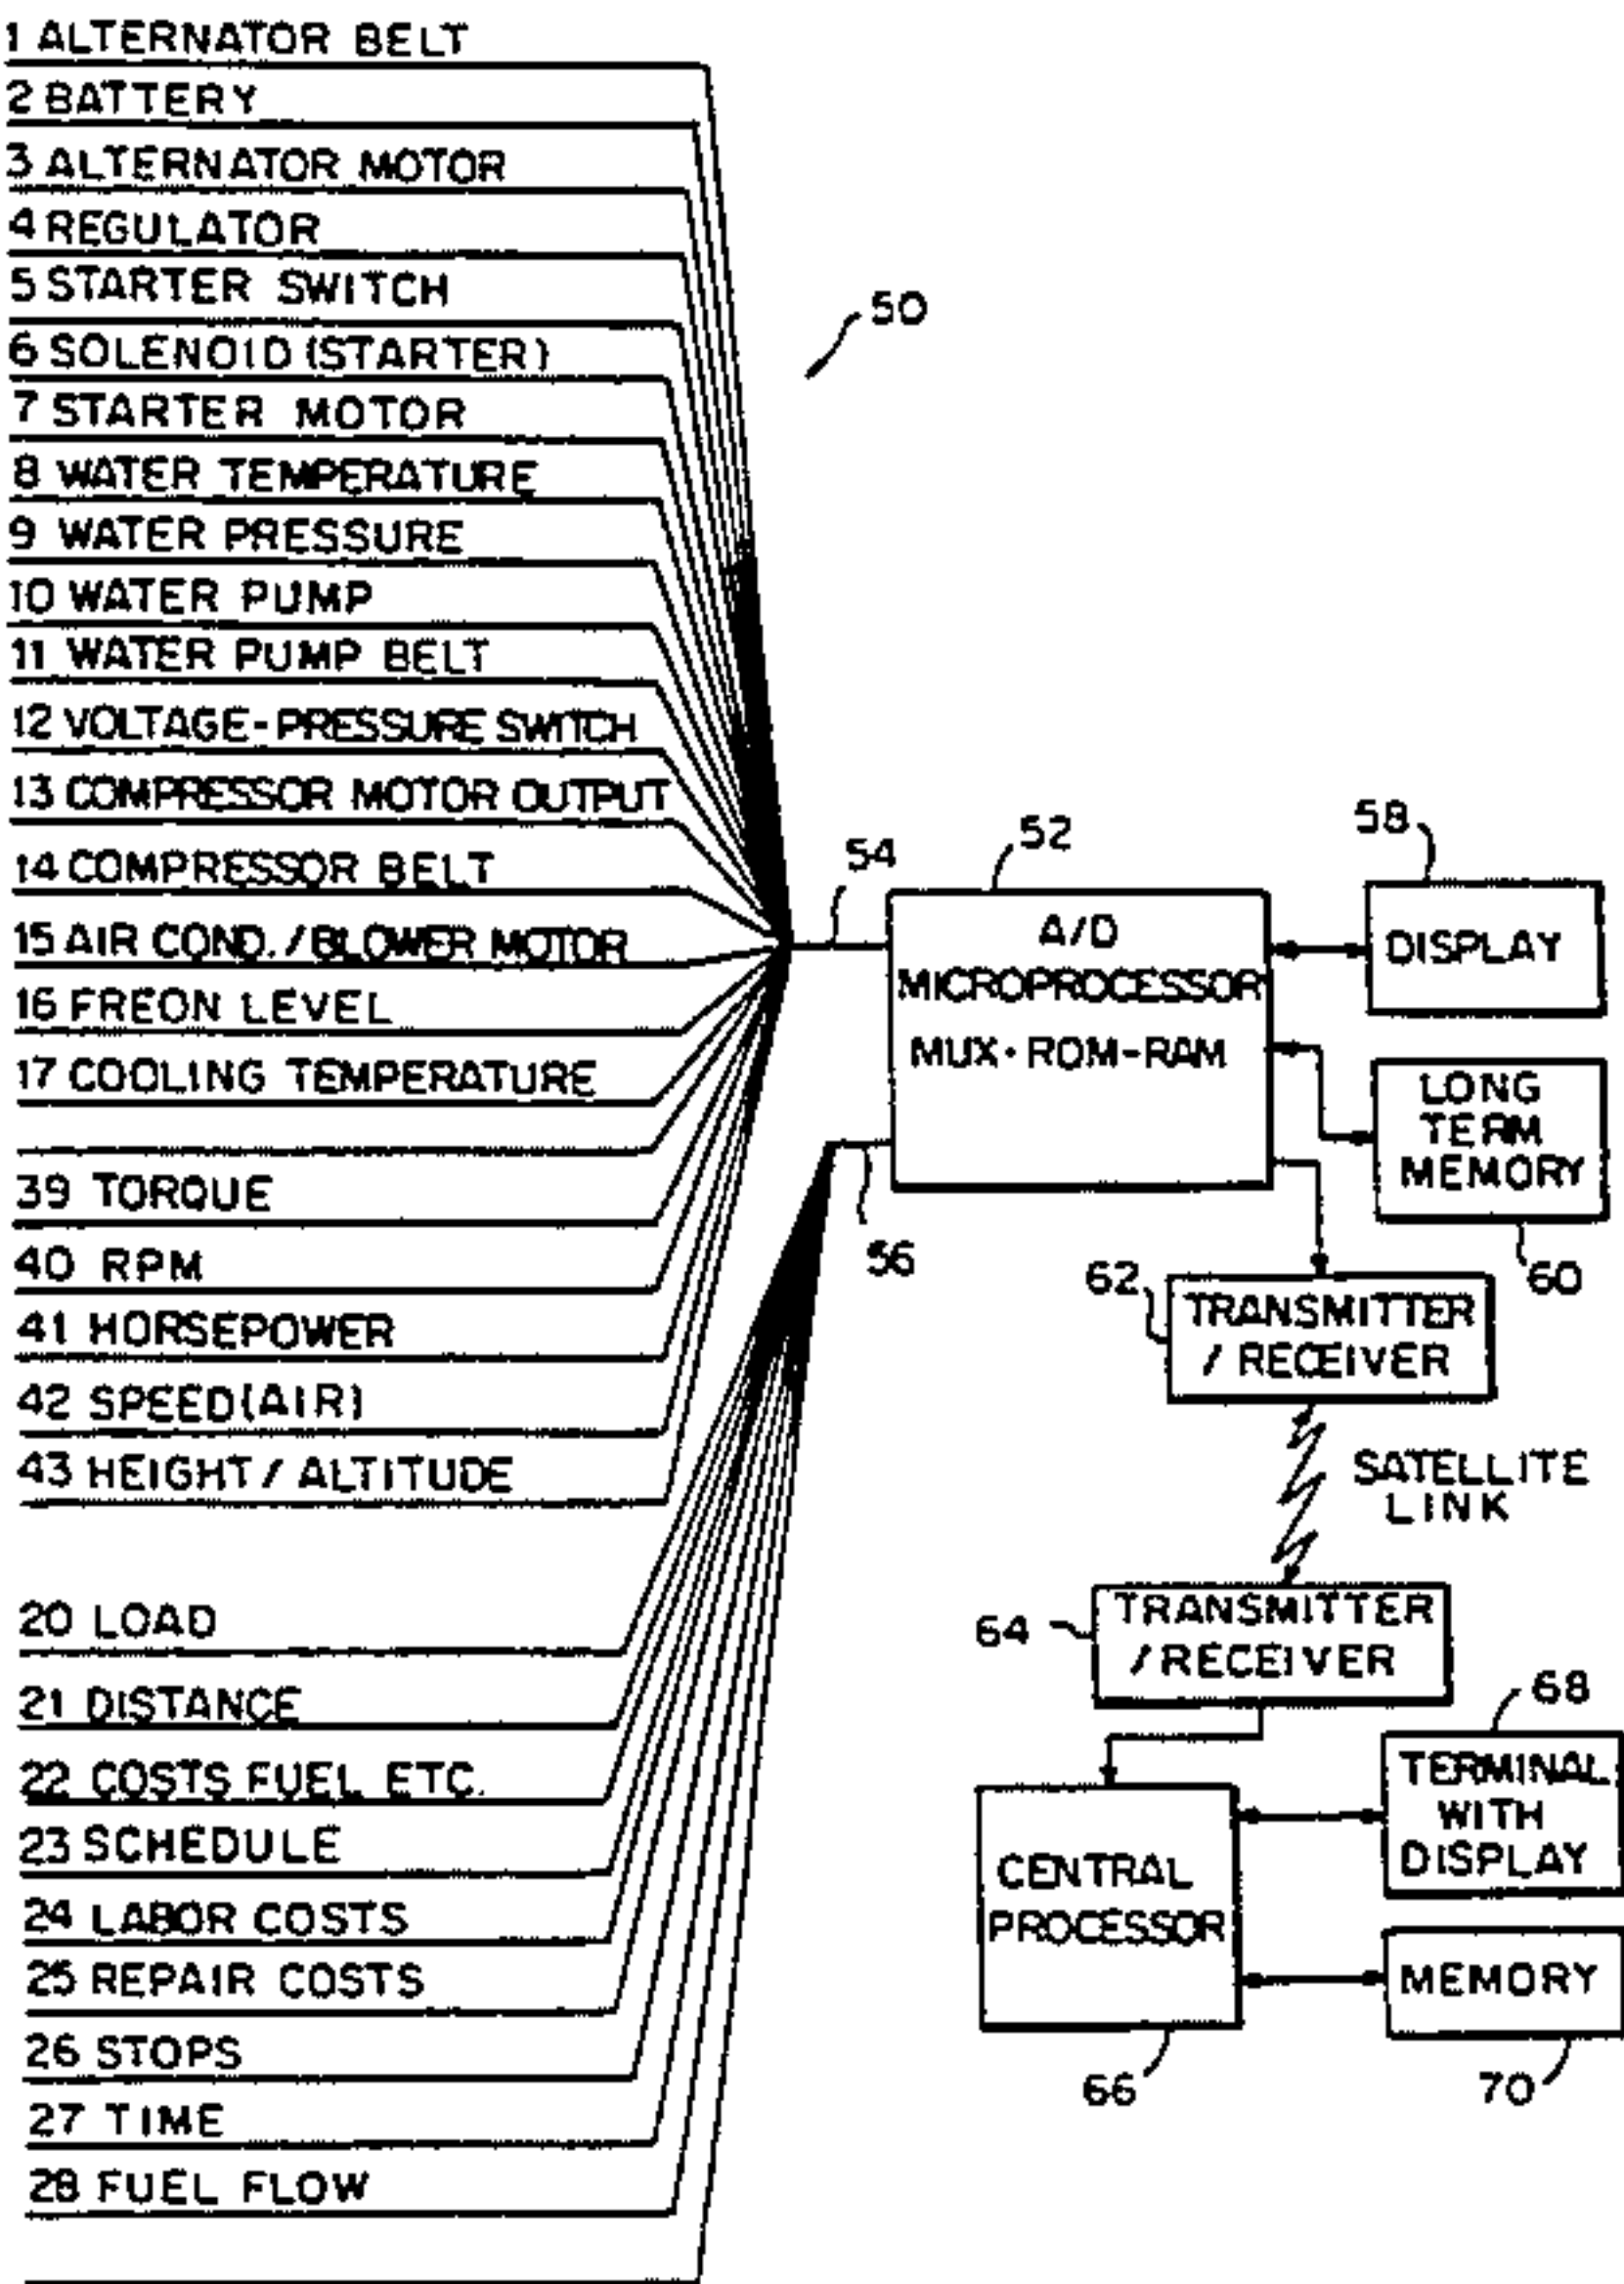 1 ALTERNATOR BELT
2 BATTERY
3 ALTERNATOR MOTOR
4 REGULATOR
5 STARTER SWITCH
6 SOLENOID (STARTER)
7 STARTER MOTOR
8 WATER TEMPERATURE
9 WATER PRESSURE
10 WATER PUMP
11 WATER PUMP BELT
12 VOLTAGE-PRESSURE SWITCH
13 COMPRESSOR MOTOR OUTPUT
14 COMPRESSOR BELT
15 AIR COND./BLOWER MOTOR
16 FREON LEVEL
17 COOLING TEMPERATURE
39 TORQUE
40 RPM
41 HORSEPOWER
42 SPEED (AIR)
43 HEIGHT / ALTITUDE
20 LOAD
21 DISTANCE
22 COSTS FUEL ETC.
23 SCHEDULE
24 LABOR COSTS
25 REPAIR COSTS
26 STOPS
27 TIME
28 FUEL FLOW
50
54
56
52
A/D
MICROPROCESSOR
MUX·ROM-RAM
58
DISPLAY
LONG
TERM
MEMORY
60
62
TRANSMITTER
/ RECEIVER
SATELLITE
LINK
64
TRANSMITTER
/ RECEIVER
68
TERMINAL
WITH
DISPLAY
CENTRAL
PROCESSOR
66
MEMORY
70